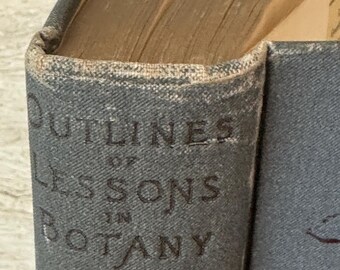 OUTLINES
OF
LESSONS
IN
BOTANY